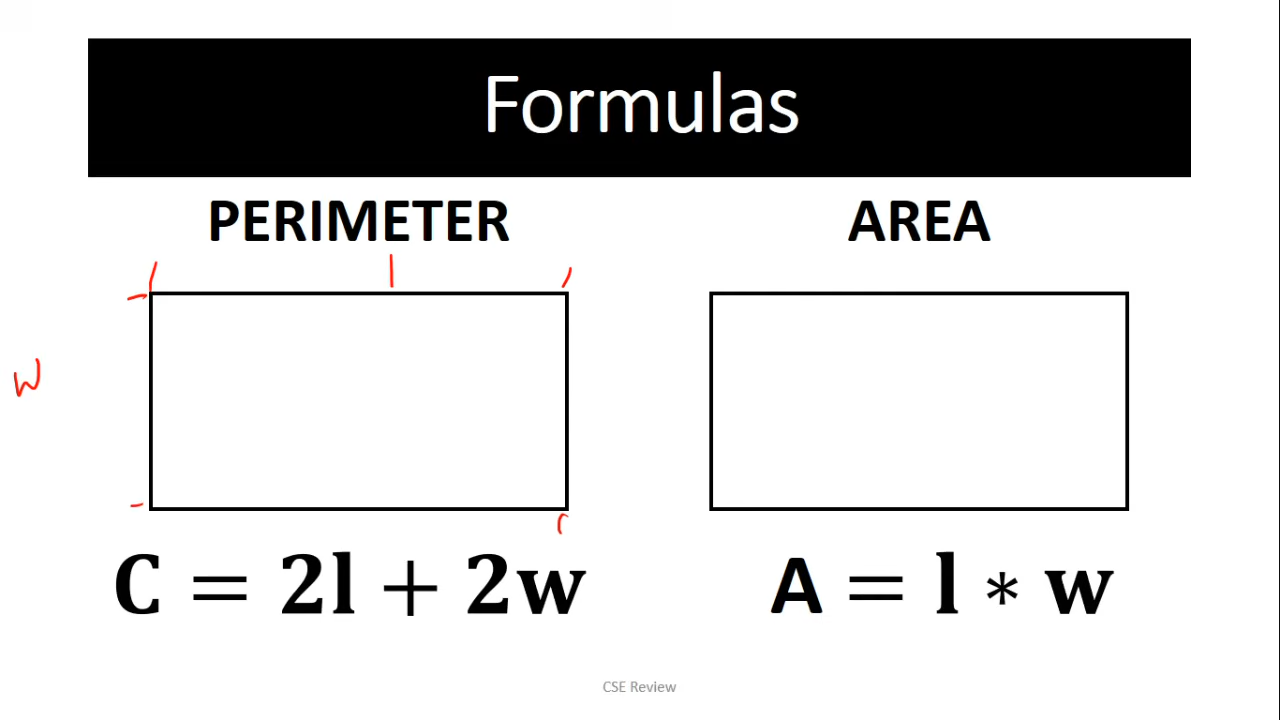 Formulas
PERIMETER
AREA
l
W
C = 2l + 2w
A = l * w
CSE Review